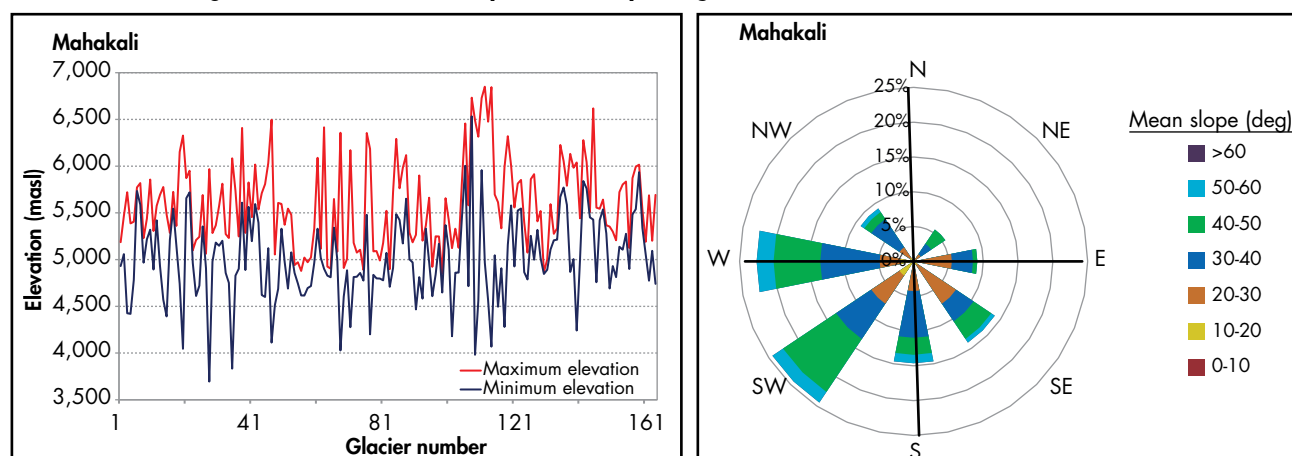 Mahakali
7,000
6,500
6,000
5,500
5,000
4,500
4,000
3,500
Elevation (masl)
Maximum elevation
Minimum elevation
1 41 81 121 161
Glacier number
Mahakali
N
NE
E
SE
S
SW
W
NW
25%
20%
15%
10%
5%
0%
Mean slope (deg)
>60
50-60
40-50
30-40
20-30
10-20
0-10